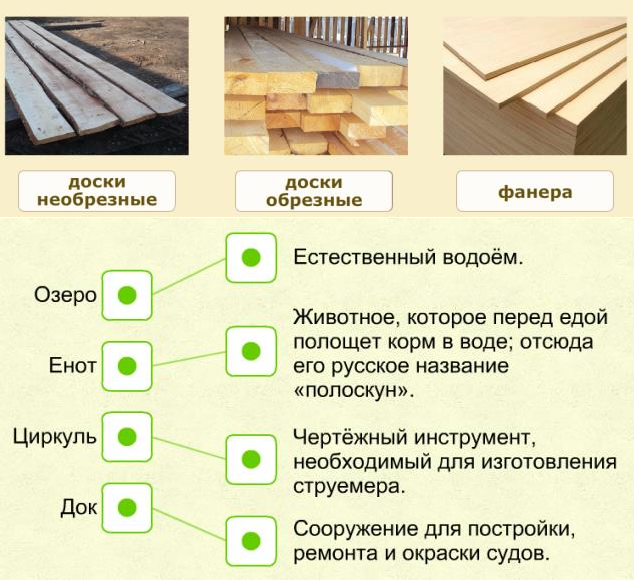 доски
необрезные
доски
обрезные
фанера
Озеро
Енот
Циркуль
Док
Естественный водоём.
Животное, которое перед едой
полощет корм в воде; отсюда
его русское название
«полоскун».
Чертёжный инструмент,
необходимый для изготовления
струемера.
Сооружение для постройки,
ремонта и окраски судов.